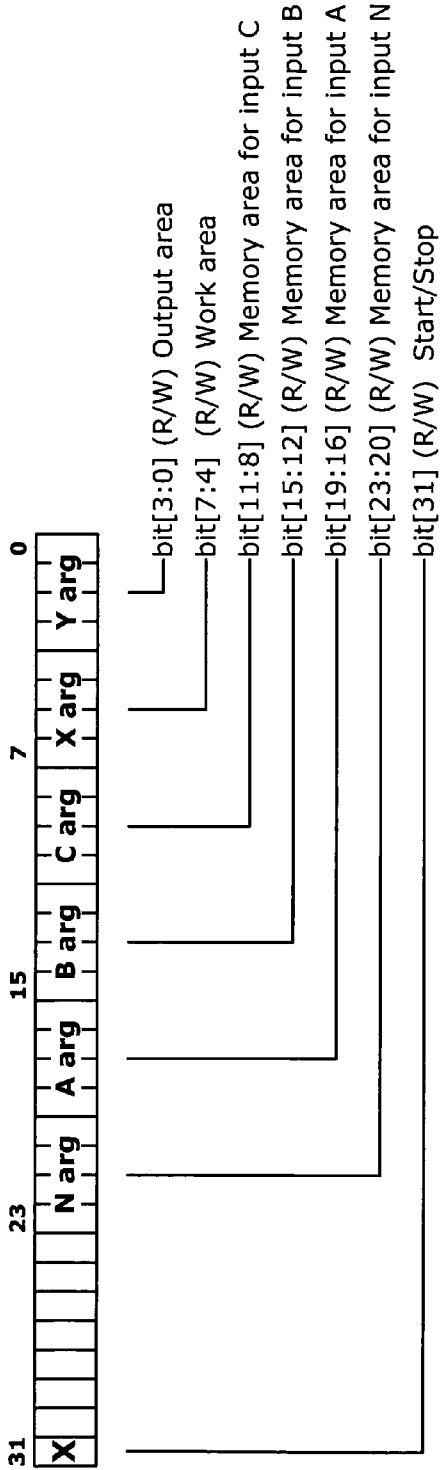 31 23 15 7 0
X N arg A arg B arg C arg X arg Y arg
bit[3:0] (R/W) Output area
bit[7:4] (R/W) Work area
bit[11:8] (R/W) Memory area for input C
bit[15:12] (R/W) Memory area for input B
bit[19:16] (R/W) Memory area for input A
bit[23:20] (R/W) Memory area for input N
bit[31] (R/W) Start/Stop